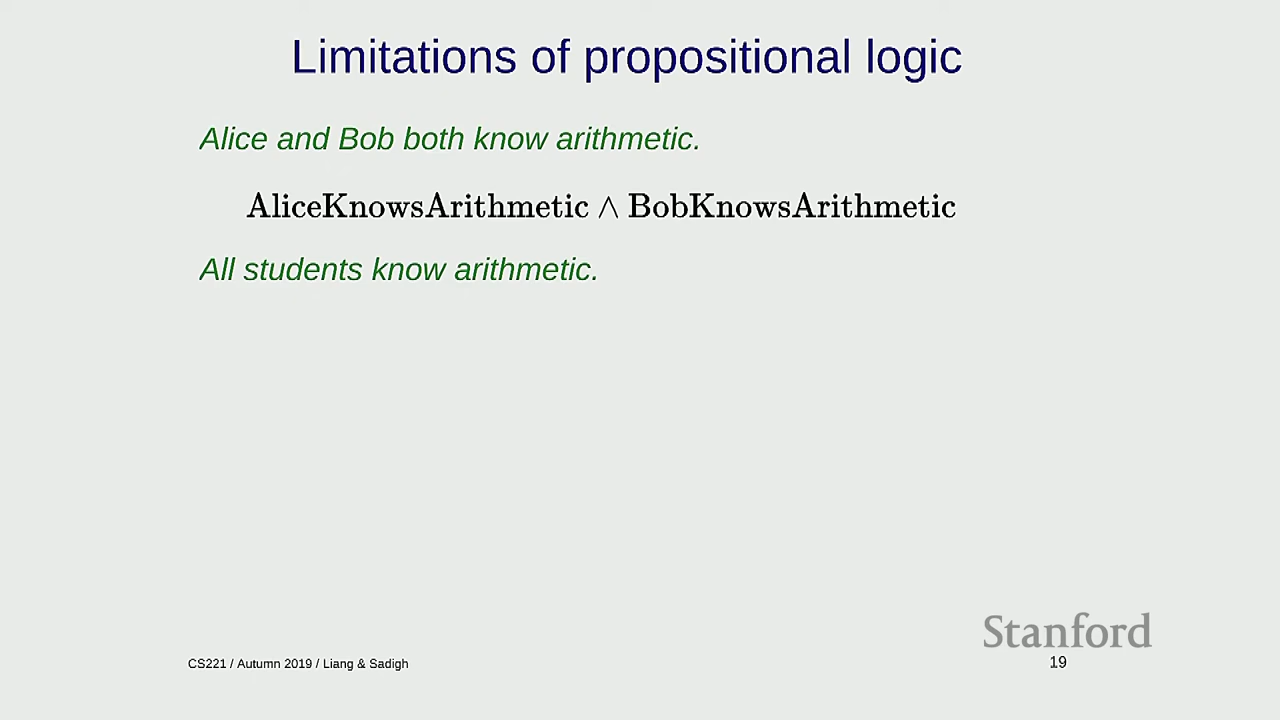 Limitations of propositional logic
Alice and Bob both know arithmetic.
AliceKnowsArithmetic ∧ BobKnowsArithmetic
All students know arithmetic.
Stanford
CS221 / Autumn 2019 / Liang & Sadigh
19